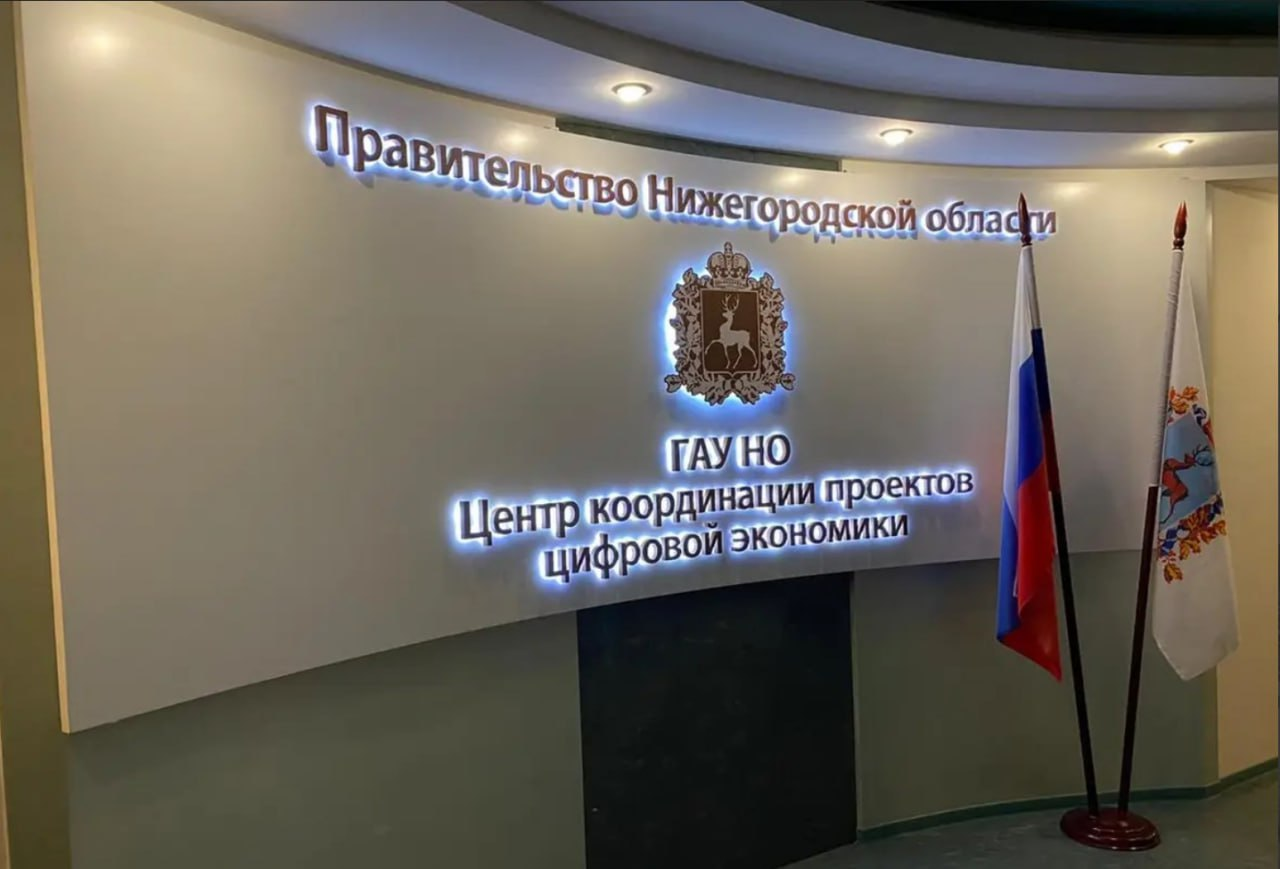 Правительство Нижегородской области
ГАУ НО
Центр координации проектов
цифровой экономики